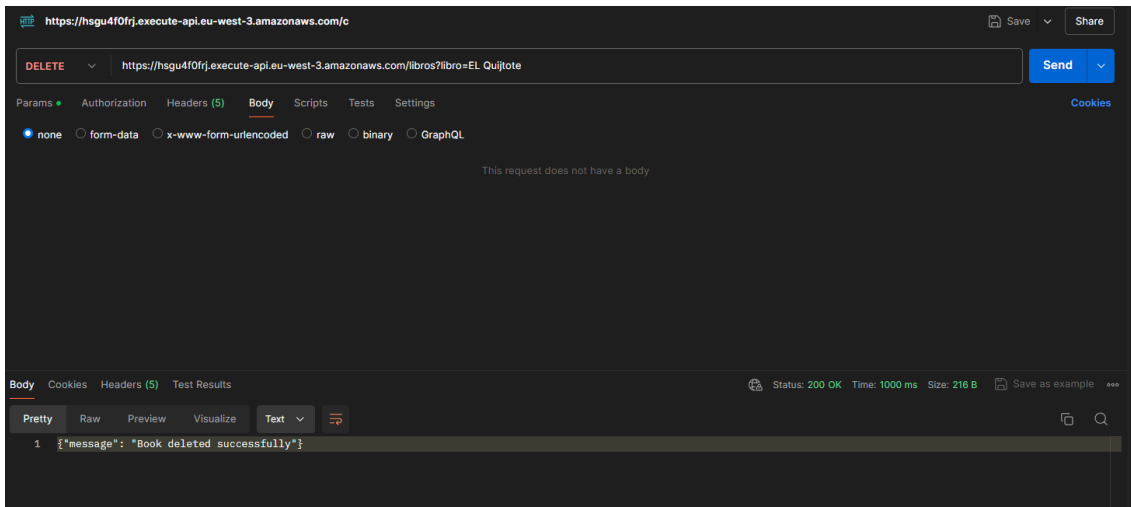 HTTP https://hsgu4f0frj.execute-api.eu-west-3.amazonaws.com/c Save Share
DELETE https://hsgu4f0frj.execute-api.eu-west-3.amazonaws.com/libros?libro=EL Quijtote Send
Params Authorization Headers (5) Body Scripts Tests Settings Cookies
none form-data x-www-form-urlencoded raw binary GraphQL
This request does not have a body
Body Cookies Headers (5) Test Results Status: 200 OK Time: 1000 ms Size: 216 B Save as example
Pretty Raw Preview Visualize Text
1 {"message": "Book deleted successfully"}